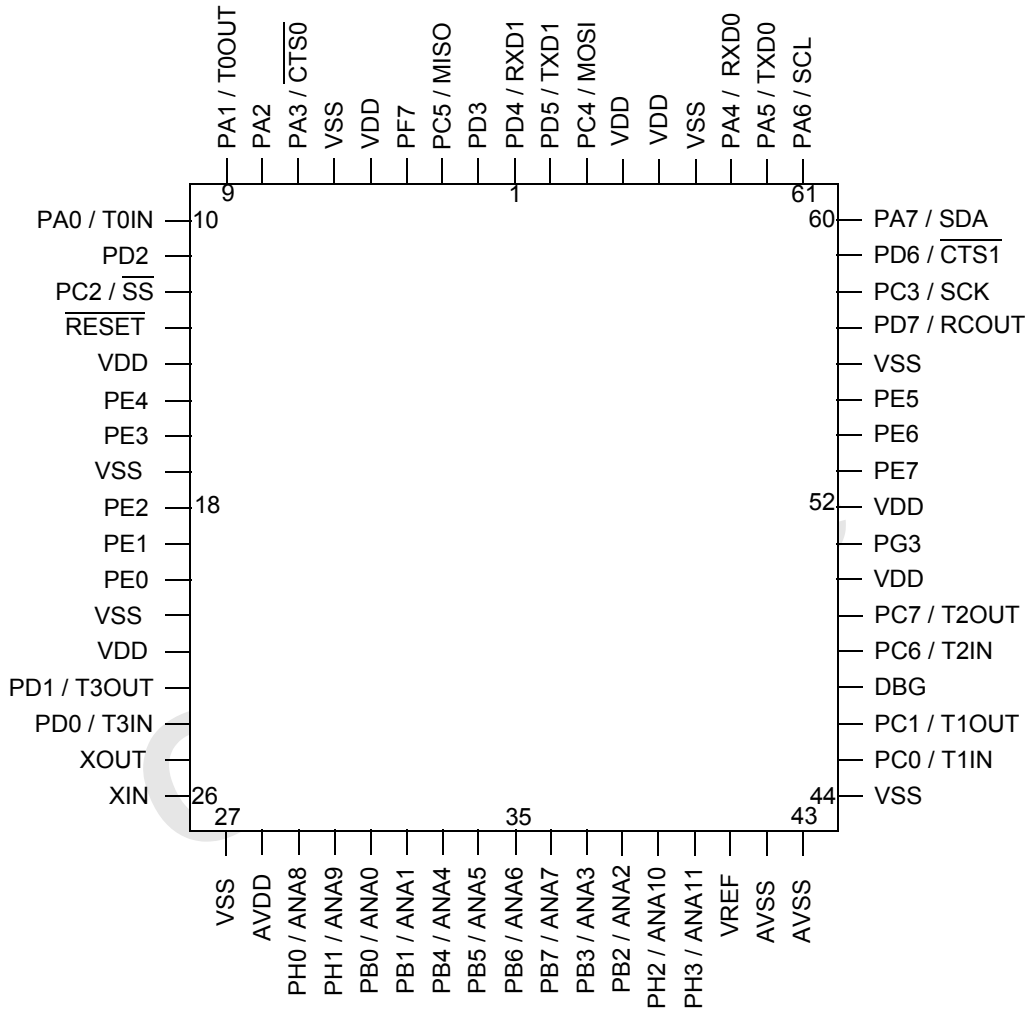 PA1 / T0OUT
PA2
PA3 / CTS0
VSS
VDD
PF7
PC5 / MISO
PD3
PD4 / RXD1
PD5 / TXD1
PC4 / MOSI
VDD
VDD
VSS
PA4 / RXD0
PA5 / TXD0
PA6 / SCL
9
1
61
PA0 / T0IN
10
60
PA7 / SDA
PD2
PD6 / CTS1
PC2 / SS
PC3 / SCK
RESET
PD7 / RCOUT
VDD
VSS
PE4
PE5
PE3
PE6
VSS
PE7
PE2
18
52
VDD
PE1
PG3
PE0
VDD
VSS
PC7 / T2OUT
VDD
PC6 / T2IN
PD1 / T3OUT
DBG
PD0 / T3IN
PC1 / T1OUT
XOUT
PC0 / T1IN
XIN
26
44
VSS
27
35
43
VSS
AVDD
PH0 / ANA8
PH1 / ANA9
PB0 / ANA0
PB1 / ANA1
PB4 / ANA4
PB5 / ANA5
PB6 / ANA6
PB7 / ANA7
PB3 / ANA3
PB2 / ANA2
PH2 / ANA10
PH3 / ANA11
VREF
AVSS
AVSS